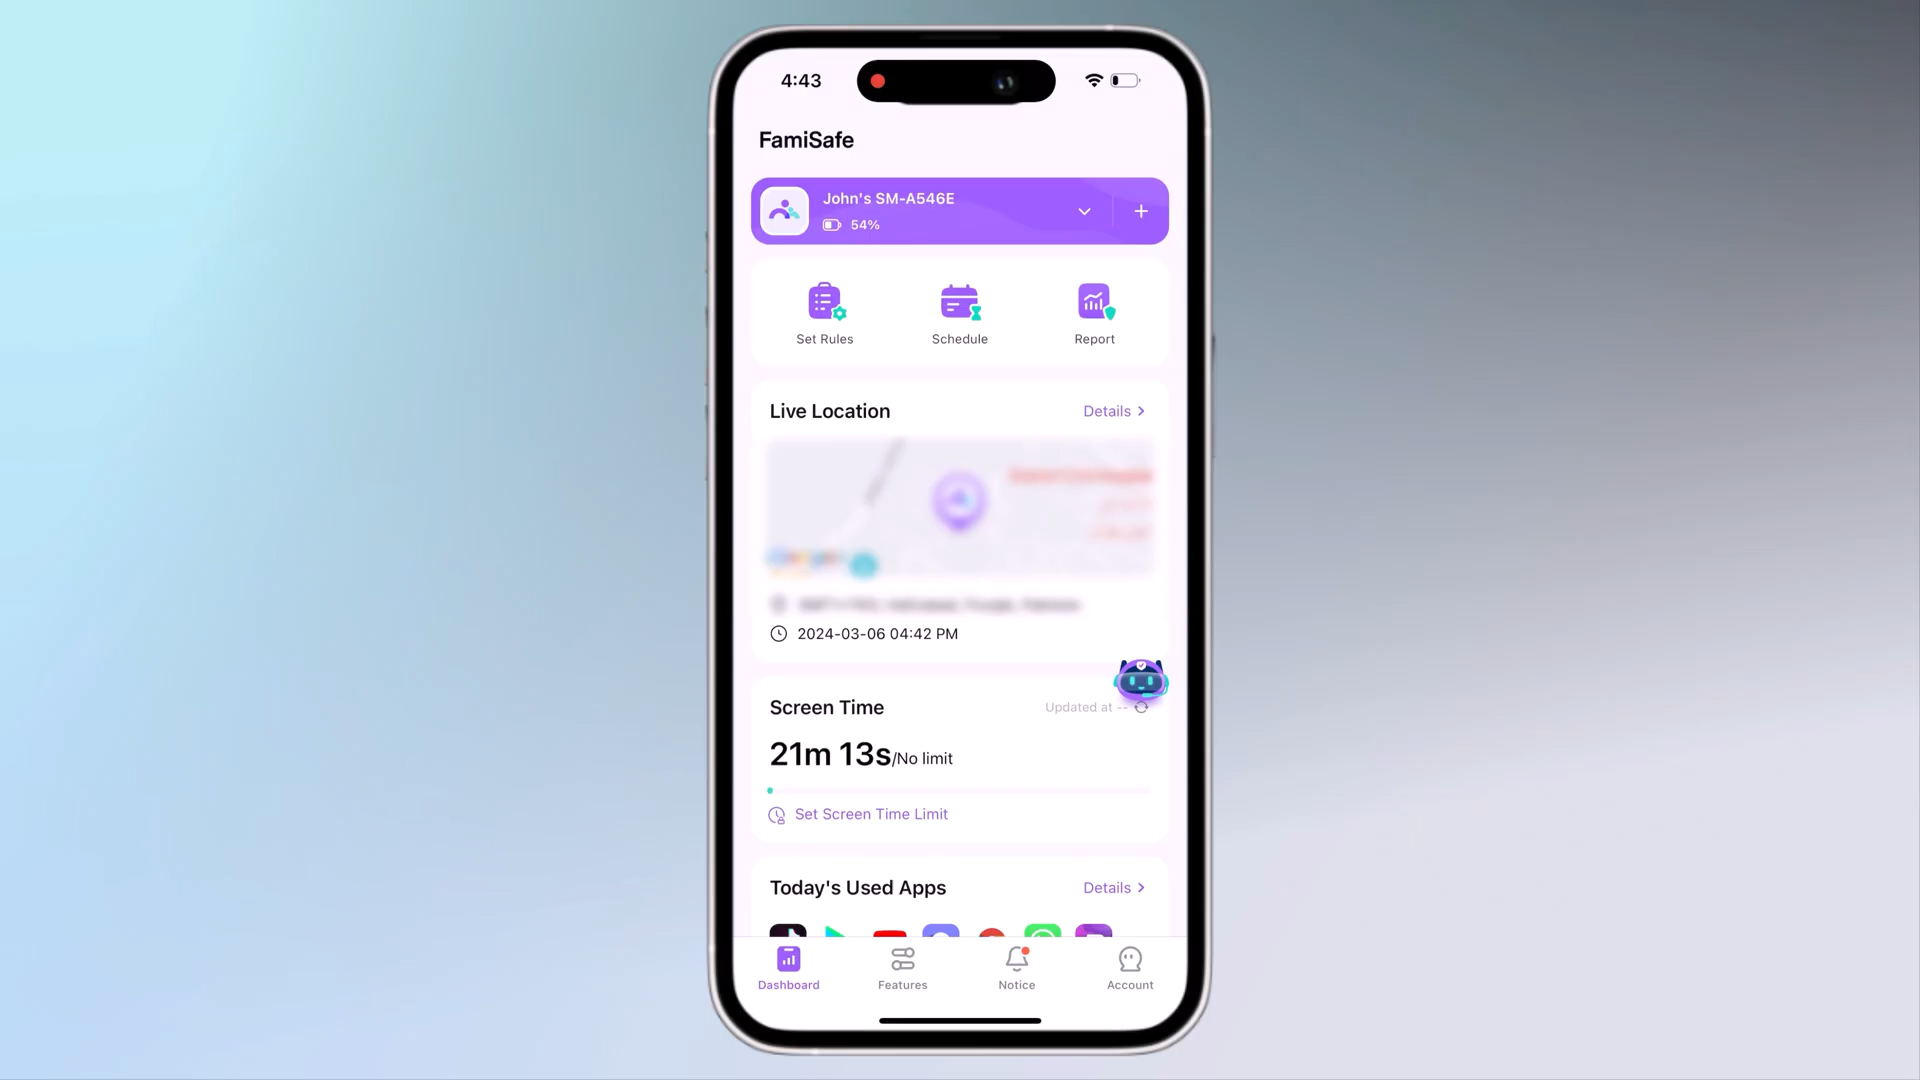 4:43
FamiSafe
John's SM-A546E
54%
Set Rules
Schedule
Report
Live Location
Details
2024-03-06 04:42 PM
Screen Time
Updated at --
21m 13s/No limit
Set Screen Time Limit
Today's Used Apps
Details
Dashboard
Features
Notice
Account